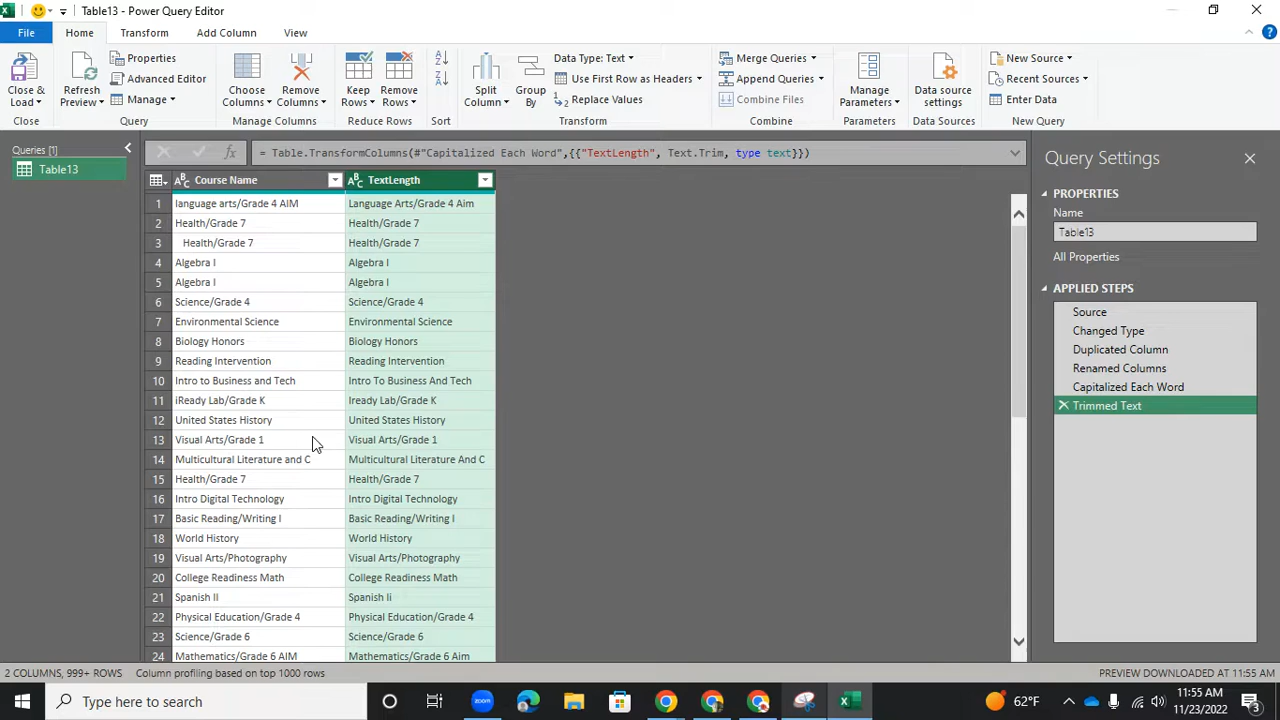 Table13 - Power Query Editor
File Home Transform Add Column View
Close & Load
Close
Refresh Preview
Properties
Advanced Editor
Manage
Query
Choose Columns
Remove Columns
Manage Columns
Keep Rows
Remove Rows
Reduce Rows
Sort
Split Column
Group By
Data Type: Text
Use First Row as Headers
Replace Values
Transform
Merge Queries
Append Queries
Combine Files
Combine
Manage Parameters
Parameters
Data source settings
Data Sources
New Source
Recent Sources
Enter Data
New Query
Queries [1]
Table13
= Table.TransformColumns(#"Capitalized Each Word",{{"TextLength", Text.Trim, type text}})
Course Name TextLength
1 language arts/Grade 4 AIM Language Arts/Grade 4 Aim
2 Health/Grade 7 Health/Grade 7
3 Health/Grade 7 Health/Grade 7
4 Algebra I Algebra I
5 Algebra I Algebra I
6 Science/Grade 4 Science/Grade 4
7 Environmental Science Environmental Science
8 Biology Honors Biology Honors
9 Reading Intervention Reading Intervention
10 Intro to Business and Tech Intro To Business And Tech
11 iReady Lab/Grade K Iready Lab/Grade K
12 United States History United States History
13 Visual Arts/Grade 1 Visual Arts/Grade 1
14 Multicultural Literature and C Multicultural Literature And C
15 Health/Grade 7 Health/Grade 7
16 Intro Digital Technology Intro Digital Technology
17 Basic Reading/Writing I Basic Reading/Writing I
18 World History World History
19 Visual Arts/Photography Visual Arts/Photography
20 College Readiness Math College Readiness Math
21 Spanish II Spanish Ii
22 Physical Education/Grade 4 Physical Education/Grade 4
23 Science/Grade 6 Science/Grade 6
24 Mathematics/Grade 6 AIM Mathematics/Grade 6 Aim
Query Settings
PROPERTIES
Name
Table13
All Properties
APPLIED STEPS
Source
Changed Type
Duplicated Column
Renamed Columns
Capitalized Each Word
Trimmed Text
2 COLUMNS, 999+ ROWS Column profiling based on top 1000 rows PREVIEW DOWNLOADED AT 11:55 AM
Type here to search
62°F
11:55 AM
11/23/2022
3